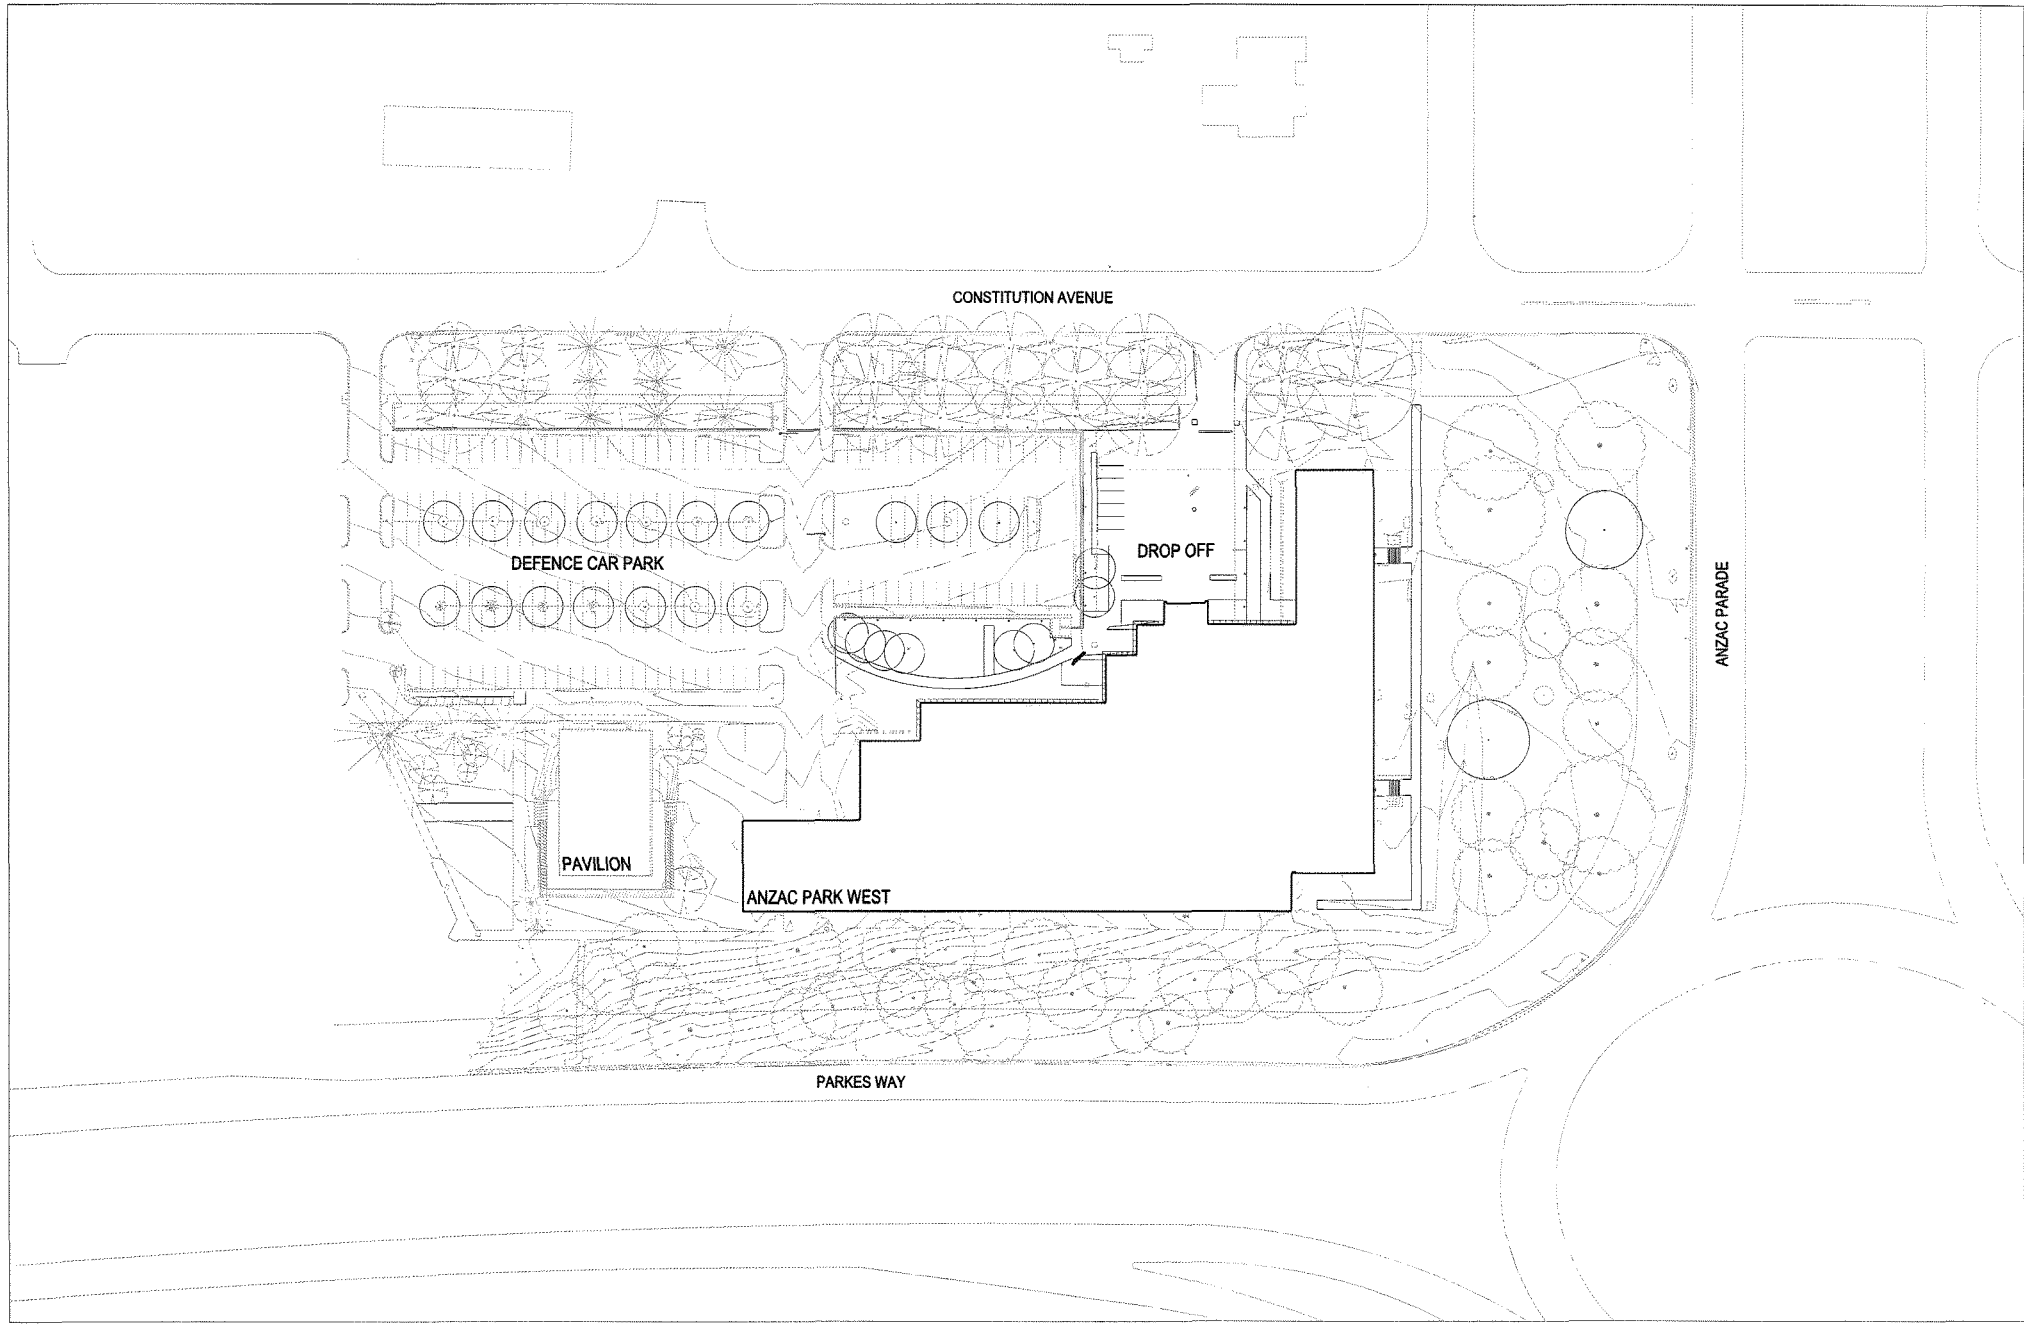 CONSTITUTION AVENUE
DROP OFF
DEFENCE CAR PARK
ANZAC PARADE
PAVILION
ANZAC PARK WEST
PARKES WAY